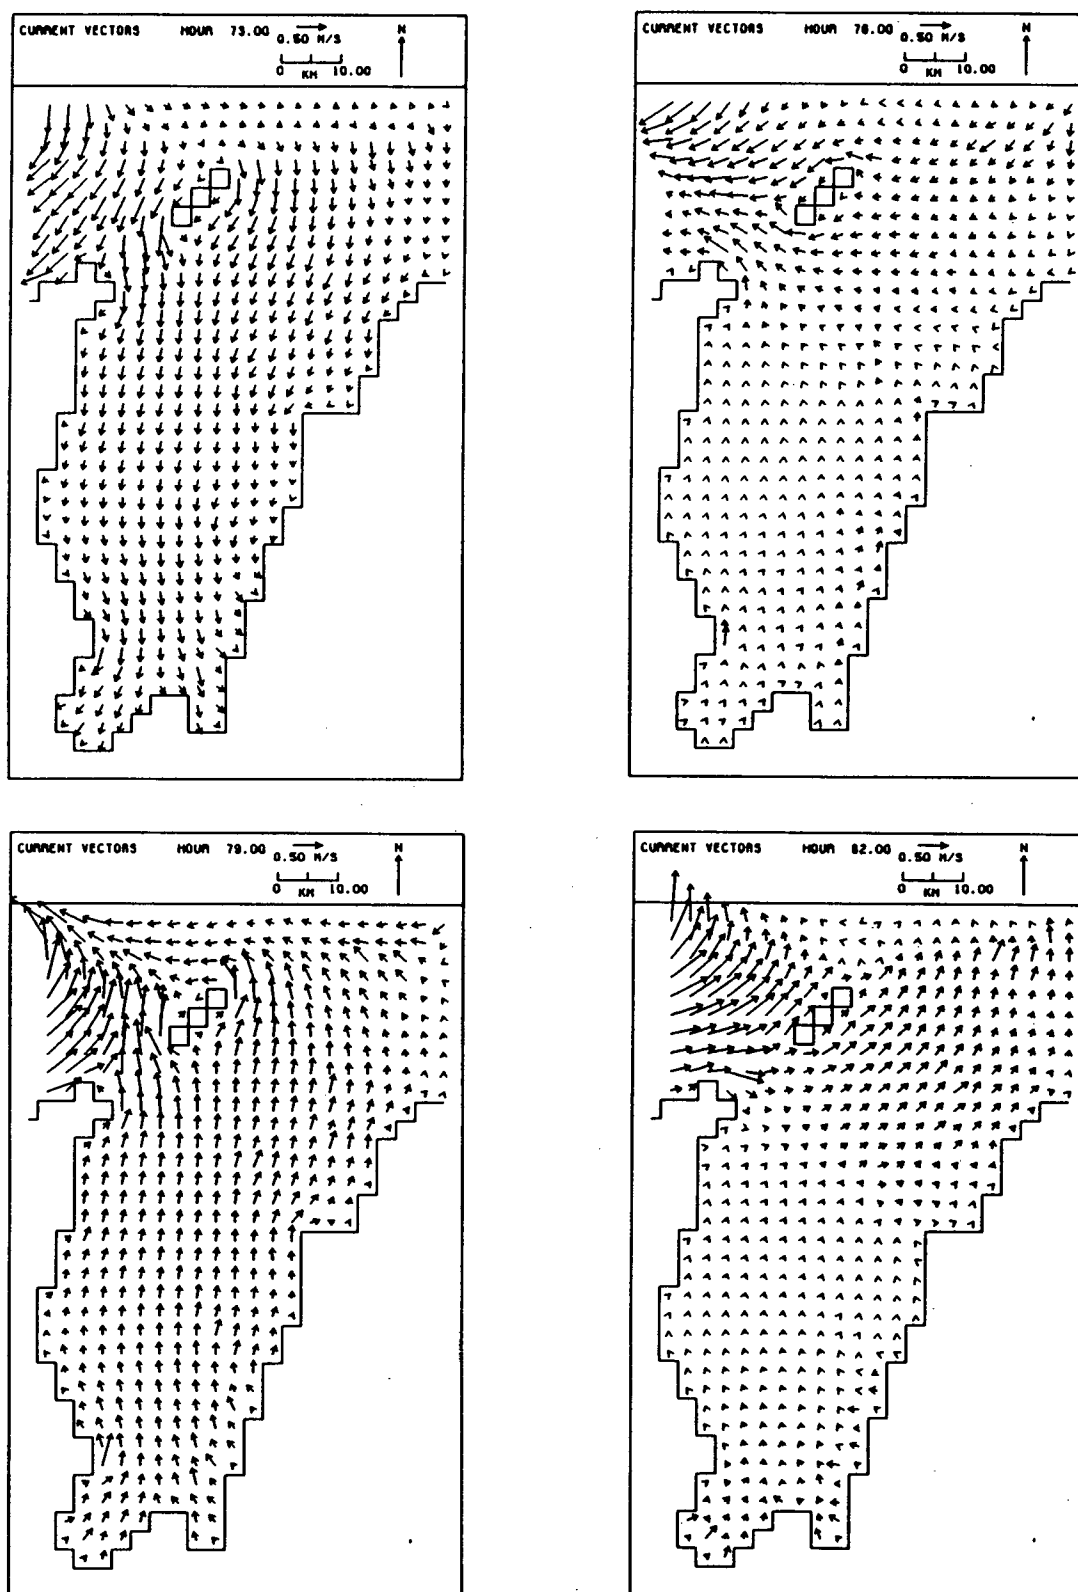 CURRENT VECTORS HOUR 73.00 0.50 M/S N
0 KM 10.00
CURRENT VECTORS HOUR 76.00 0.50 M/S N
0 KM 10.00
CURRENT VECTORS HOUR 79.00 0.50 M/S N
0 KM 10.00
CURRENT VECTORS HOUR 82.00 0.50 M/S N
0 KM 10.00